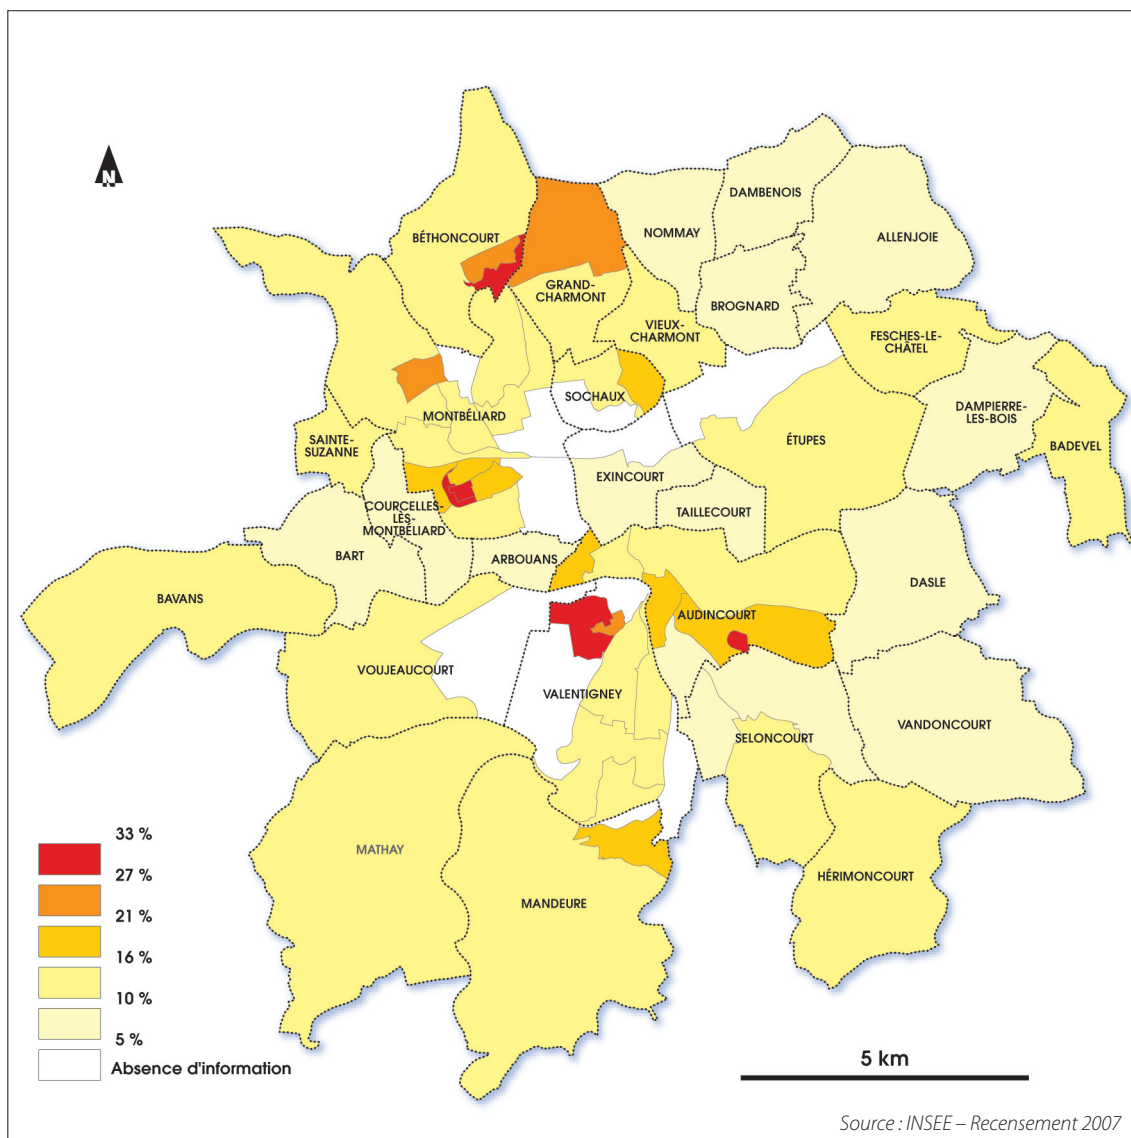 N
DAMBENOIS
NOMMAY
ALLENJOIE
BÉTHONCOURT
GRAND-
CHARMONT
BROGNARD
VIEUX-
CHARMONT
FESCHES-LE-
CHÂTEL
SOCHAUX
MONTBÉLIARD
DAMPIERRE-
LES-BOIS
SAINTE-
SUZANNE
ÉTUPES
BADEVEL
EXINCOURT
COURCELLES-
LÈS-
MONTBÉLIARD
TAILLECOURT
BART
ARBOUANS
DASLE
BAVANS
AUDINCOURT
VOUJEAUCOURT
VALENTIGNEY
VANDONCOURT
SELONCOURT
MATHAY
HÉRIMONCOURT
MANDEURE
33 %
27 %
21 %
16 %
10 %
5 %
Absence d'information
5 km
Source : INSEE – Recensement 2007